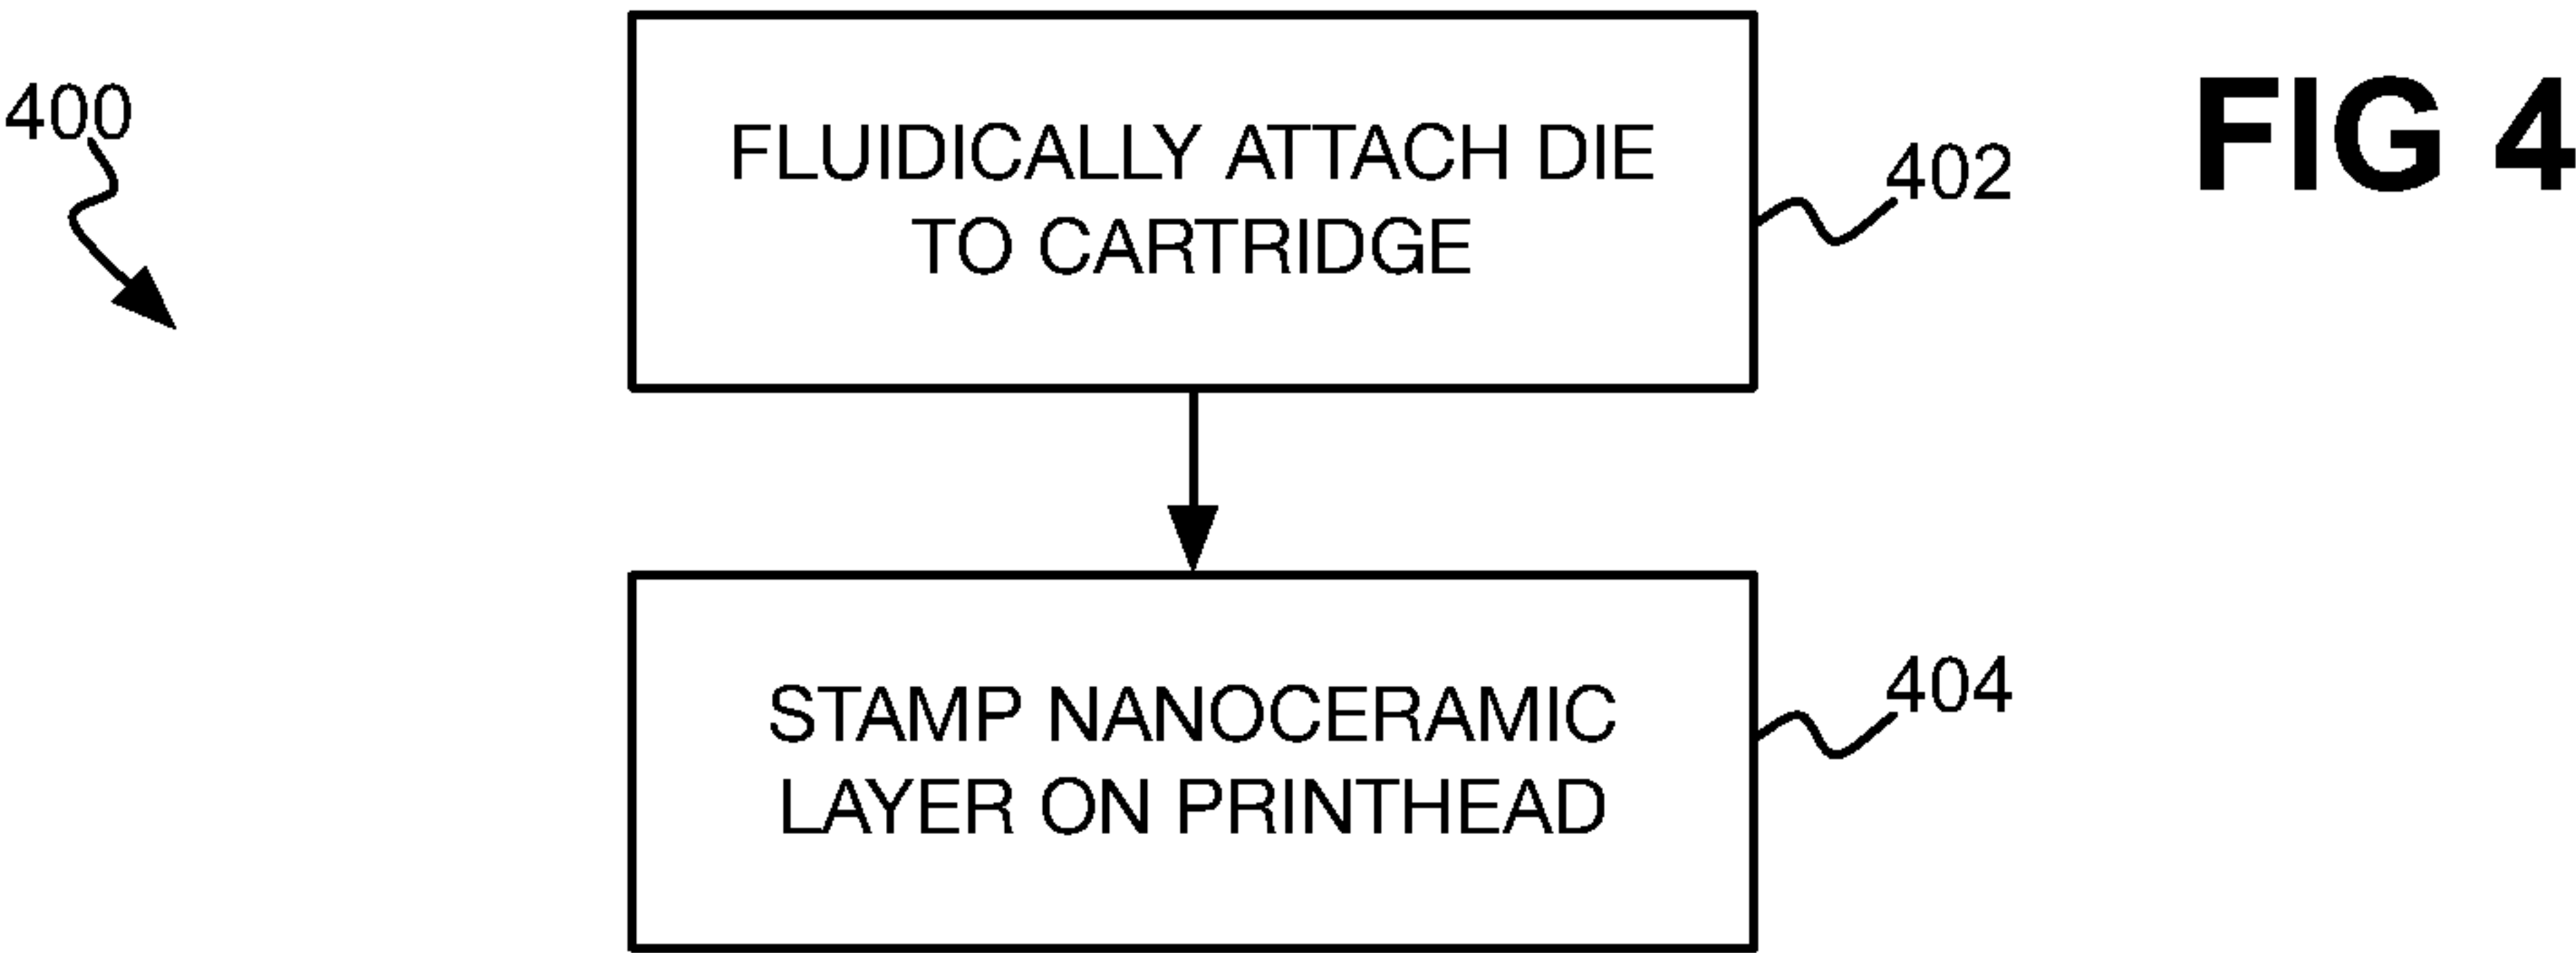 400
FLUIDICALLY ATTACH DIE
TO CARTRIDGE
402
FIG 4
STAMP NANOCERAMIC
LAYER ON PRINTHEAD
404